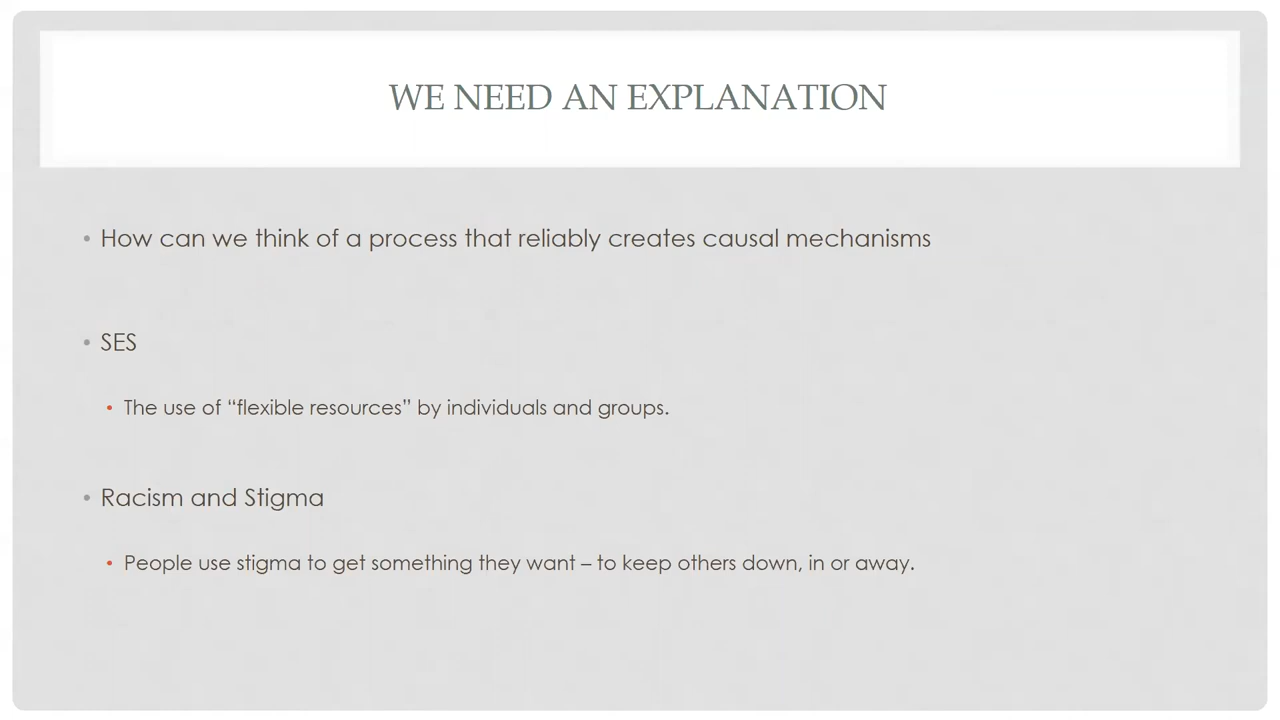 WE NEED AN EXPLANATION
• How can we think of a process that reliably creates causal mechanisms
• SES
• The use of “flexible resources” by individuals and groups.
• Racism and Stigma
• People use stigma to get something they want – to keep others down, in or away.